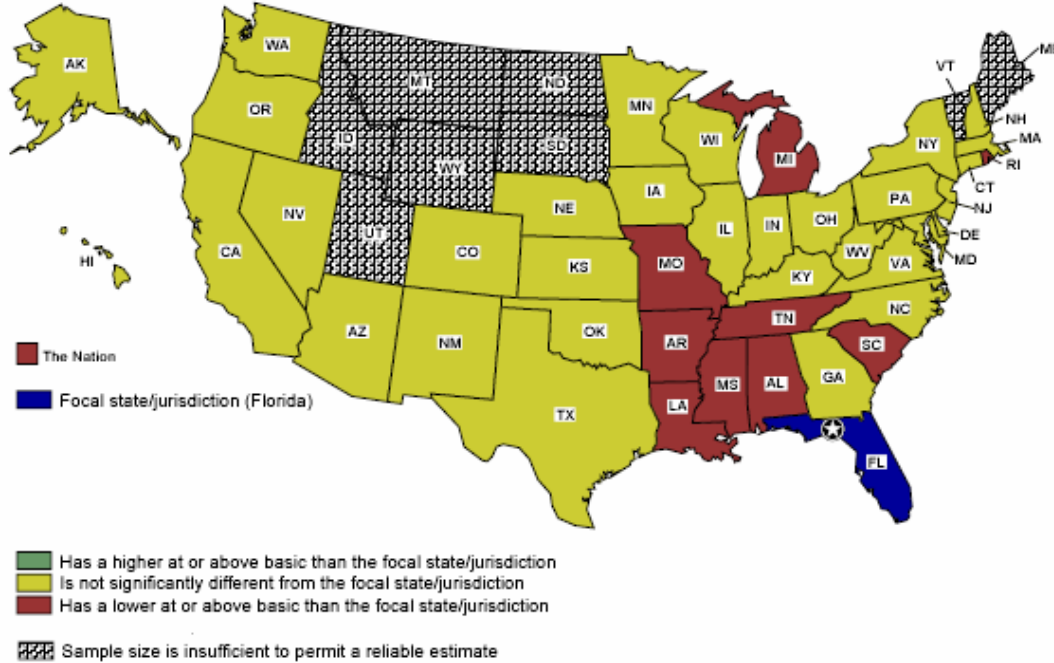 AK
WA
MT
ND
VT
ME
OR
MN
NH
ID
SD
WI
NY
MA
WY
MI
RI
IA
PA
CT
NE
NJ
NV
OH
UT
IL
IN
DE
CA
CO
WV
HI
KS
MO
VA
MD
KY
NC
AZ
OK
TN
NM
AR
SC
The Nation
MS
AL
GA
Focal state/jurisdiction (Florida)
LA
TX
FL
Has a higher at or above basic than the focal state/jurisdiction
Is not significantly different from the focal state/jurisdiction
Has a lower at or above basic than the focal state/jurisdiction
Sample size is insufficient to permit a reliable estimate